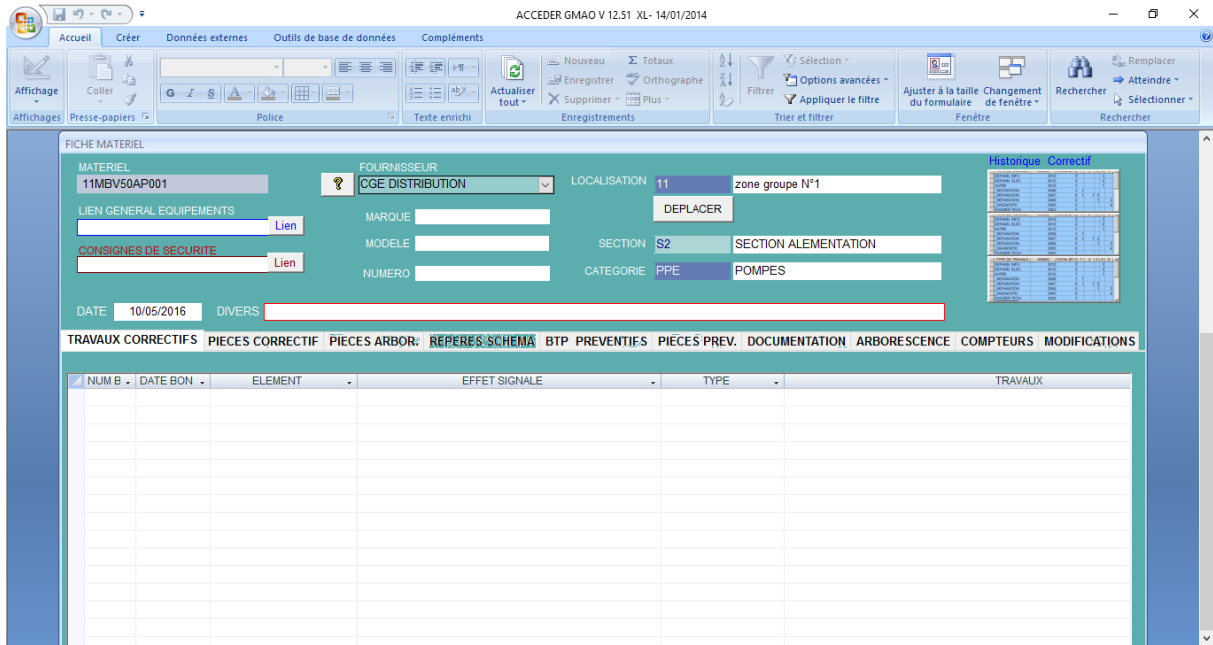 ACCEDER GMAO V 12.51 XL- 14/01/2014
Accueil Créer Données externes Outils de base de données Compléments
Affichage
Coller
G I S A
Actualiser tout
Nouveau
Enregistrer
Supprimer
Σ Totaux
Orthographe
Plus
Filtrer
Sélection
Options avancées
Appliquer le filtre
Ajuster à la taille du formulaire
Changement de fenêtre
Rechercher
Remplacer
Atteindre
Sélectionner
Affichages Presse-papiers Police Texte enrichi Enregistrements Trier et filtrer Fenêtre Rechercher
FICHE MATERIEL
MATERIEL
11MBV50AP001
?
FOURNISSEUR
CGE DISTRIBUTION
LOCALISATION 11 zone groupe N°1
DEPLACER
Historique Correctif
LIEN GENERAL EQUIPEMENTS
Lien
MARQUE
CONSIGNES DE SECURITE
Lien
MODELE
SECTION S2 SECTION ALEMENTATION
NUMERO
CATEGORIE PPE POMPES
DATE 10/05/2016 DIVERS
TRAVAUX CORRECTIFS PIECES CORRECTIF PIECES ARBOR. REPERES SCHEMA BTP PREVENTIFS PIECES PREV. DOCUMENTATION ARBORESCENCE COMPTEURS MODIFICATIONS
NUM B DATE BON ELEMENT EFFET SIGNALE TYPE TRAVAUX